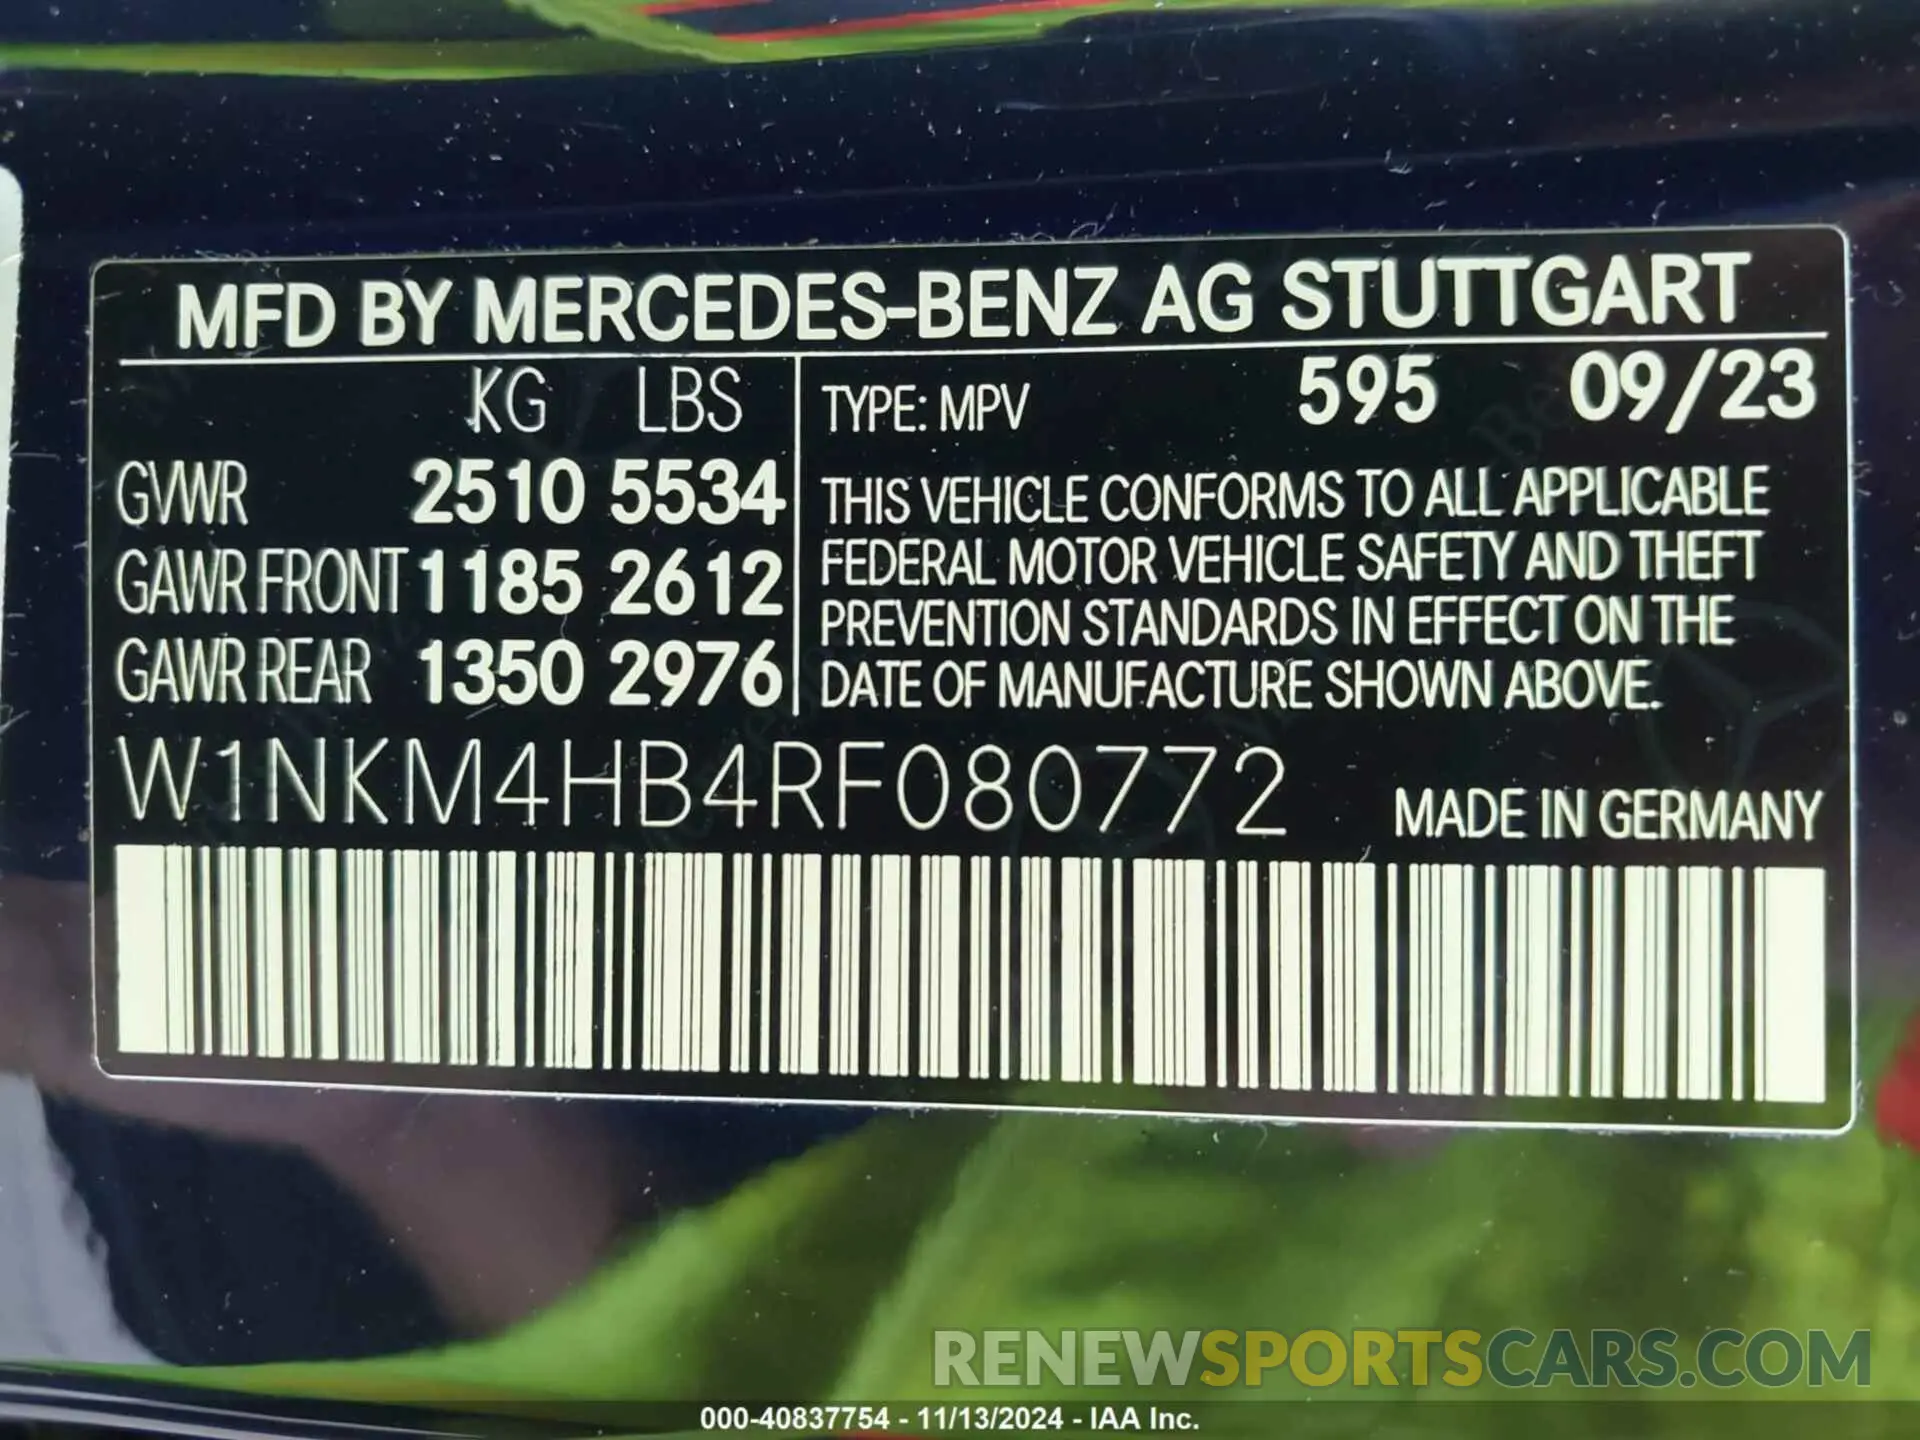 MFD BY MERCEDES-BENZ AG STUTTGART
KG LBS
GVWR 2510 5534
GAWR FRONT 1185 2612
GAWR REAR 1350 2976
TYPE: MPV 595 09/23
THIS VEHICLE CONFORMS TO ALL APPLICABLE
FEDERAL MOTOR VEHICLE SAFETY AND THEFT
PREVENTION STANDARDS IN EFFECT ON THE
DATE OF MANUFACTURE SHOWN ABOVE.
W1NKM4HB4RF080772
MADE IN GERMANY
RENEWSPORTSCARS.COM
000-40837754 - 11/13/2024 - IAA Inc.